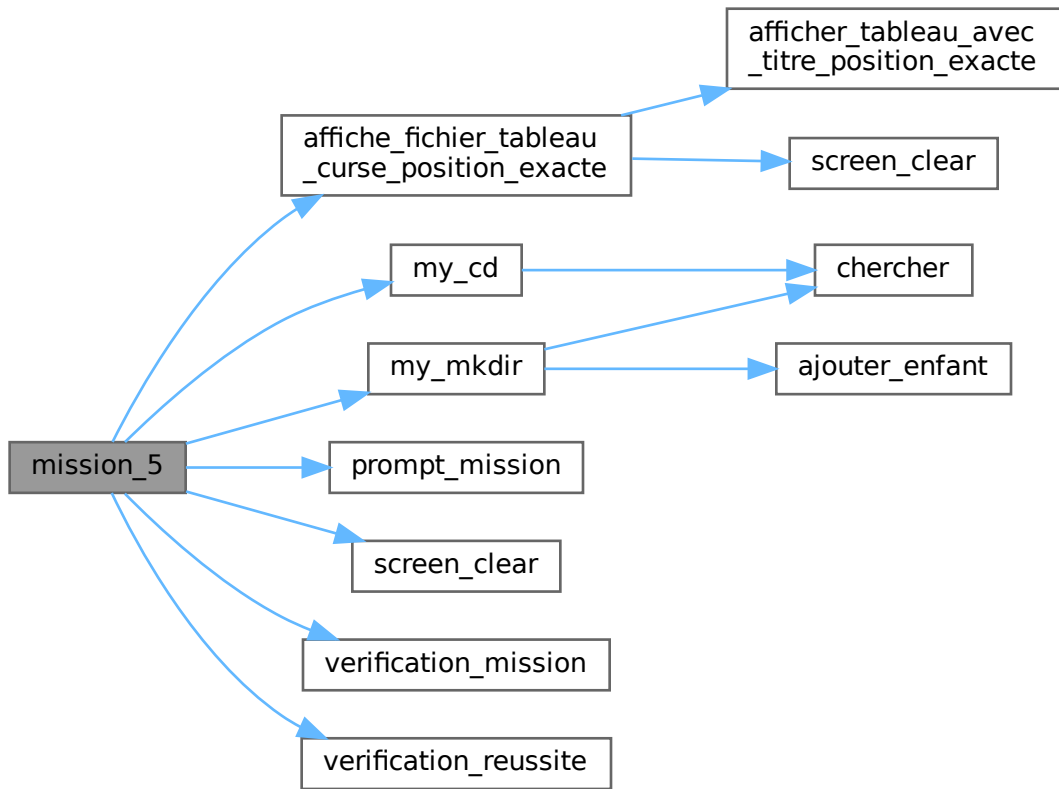 afficher_tableau_avec
_titre_position_exacte
affiche_fichier_tableau
_curse_position_exacte
screen_clear
my_cd
chercher
my_mkdir
ajouter_enfant
mission_5
prompt_mission
screen_clear
verification_mission
verification_reussite